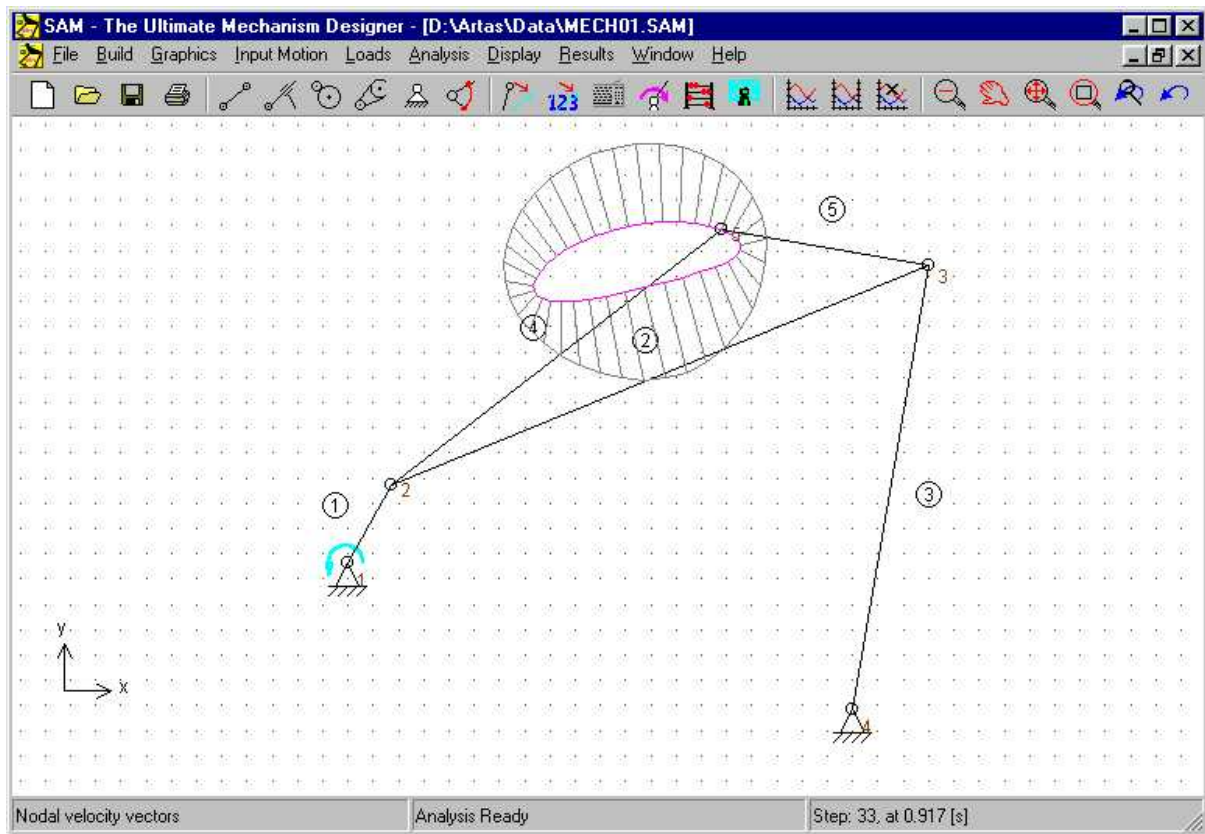 SAM - The Ultimate Mechanism Designer - [D:\Artas\Data\MECH01.SAM]
File Build Graphics Input Motion Loads Analysis Display Results Window Help
123
5
3
4
2
2
1
3
1
y
x
4
Nodal velocity vectors Analysis Ready Step: 33, at 0.917 [s]